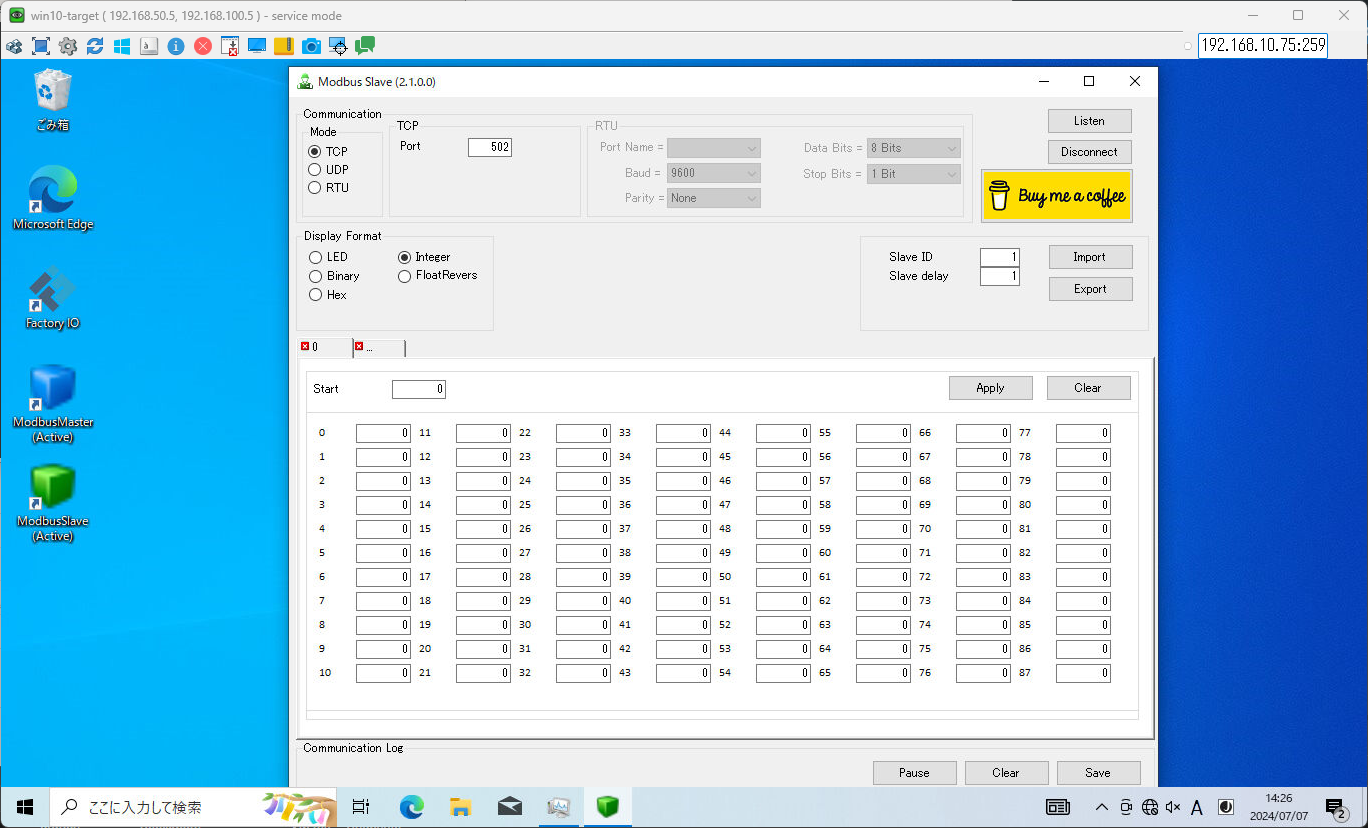 win10-target ( 192.168.50.5, 192.168.100.5 ) - service mode
192.168.10.75:259
ごみ箱
Microsoft Edge
Factory IO
ModbusMaster
(Active)
ModbusSlave
(Active)
Modbus Slave (2.1.0.0)
Communication
Mode
TCP
UDP
RTU
TCP
Port 502
RTU
Port Name =
Baud = 9600
Parity = None
Data Bits = 8 Bits
Stop Bits = 1 Bit
Listen
Disconnect
Buy me a coffee
Display Format
LED
Binary
Hex
Integer
FloatRevers
Slave ID 1
Slave delay 1
Import
Export
0 ...
Start 0
Apply Clear
0 0 11 0 22 0 33 0 44 0 55 0 66 0 77 0
1 0 12 0 23 0 34 0 45 0 56 0 67 0 78 0
2 0 13 0 24 0 35 0 46 0 57 0 68 0 79 0
3 0 14 0 25 0 36 0 47 0 58 0 69 0 80 0
4 0 15 0 26 0 37 0 48 0 59 0 70 0 81 0
5 0 16 0 27 0 38 0 49 0 60 0 71 0 82 0
6 0 17 0 28 0 39 0 50 0 61 0 72 0 83 0
7 0 18 0 29 0 40 0 51 0 62 0 73 0 84 0
8 0 19 0 30 0 41 0 52 0 63 0 74 0 85 0
9 0 20 0 31 0 42 0 53 0 64 0 75 0 86 0
10 0 21 0 32 0 43 0 54 0 65 0 76 0 87 0
Communication Log
Pause Clear Save
ここに入力して検索
A
14:26
2024/07/07
2